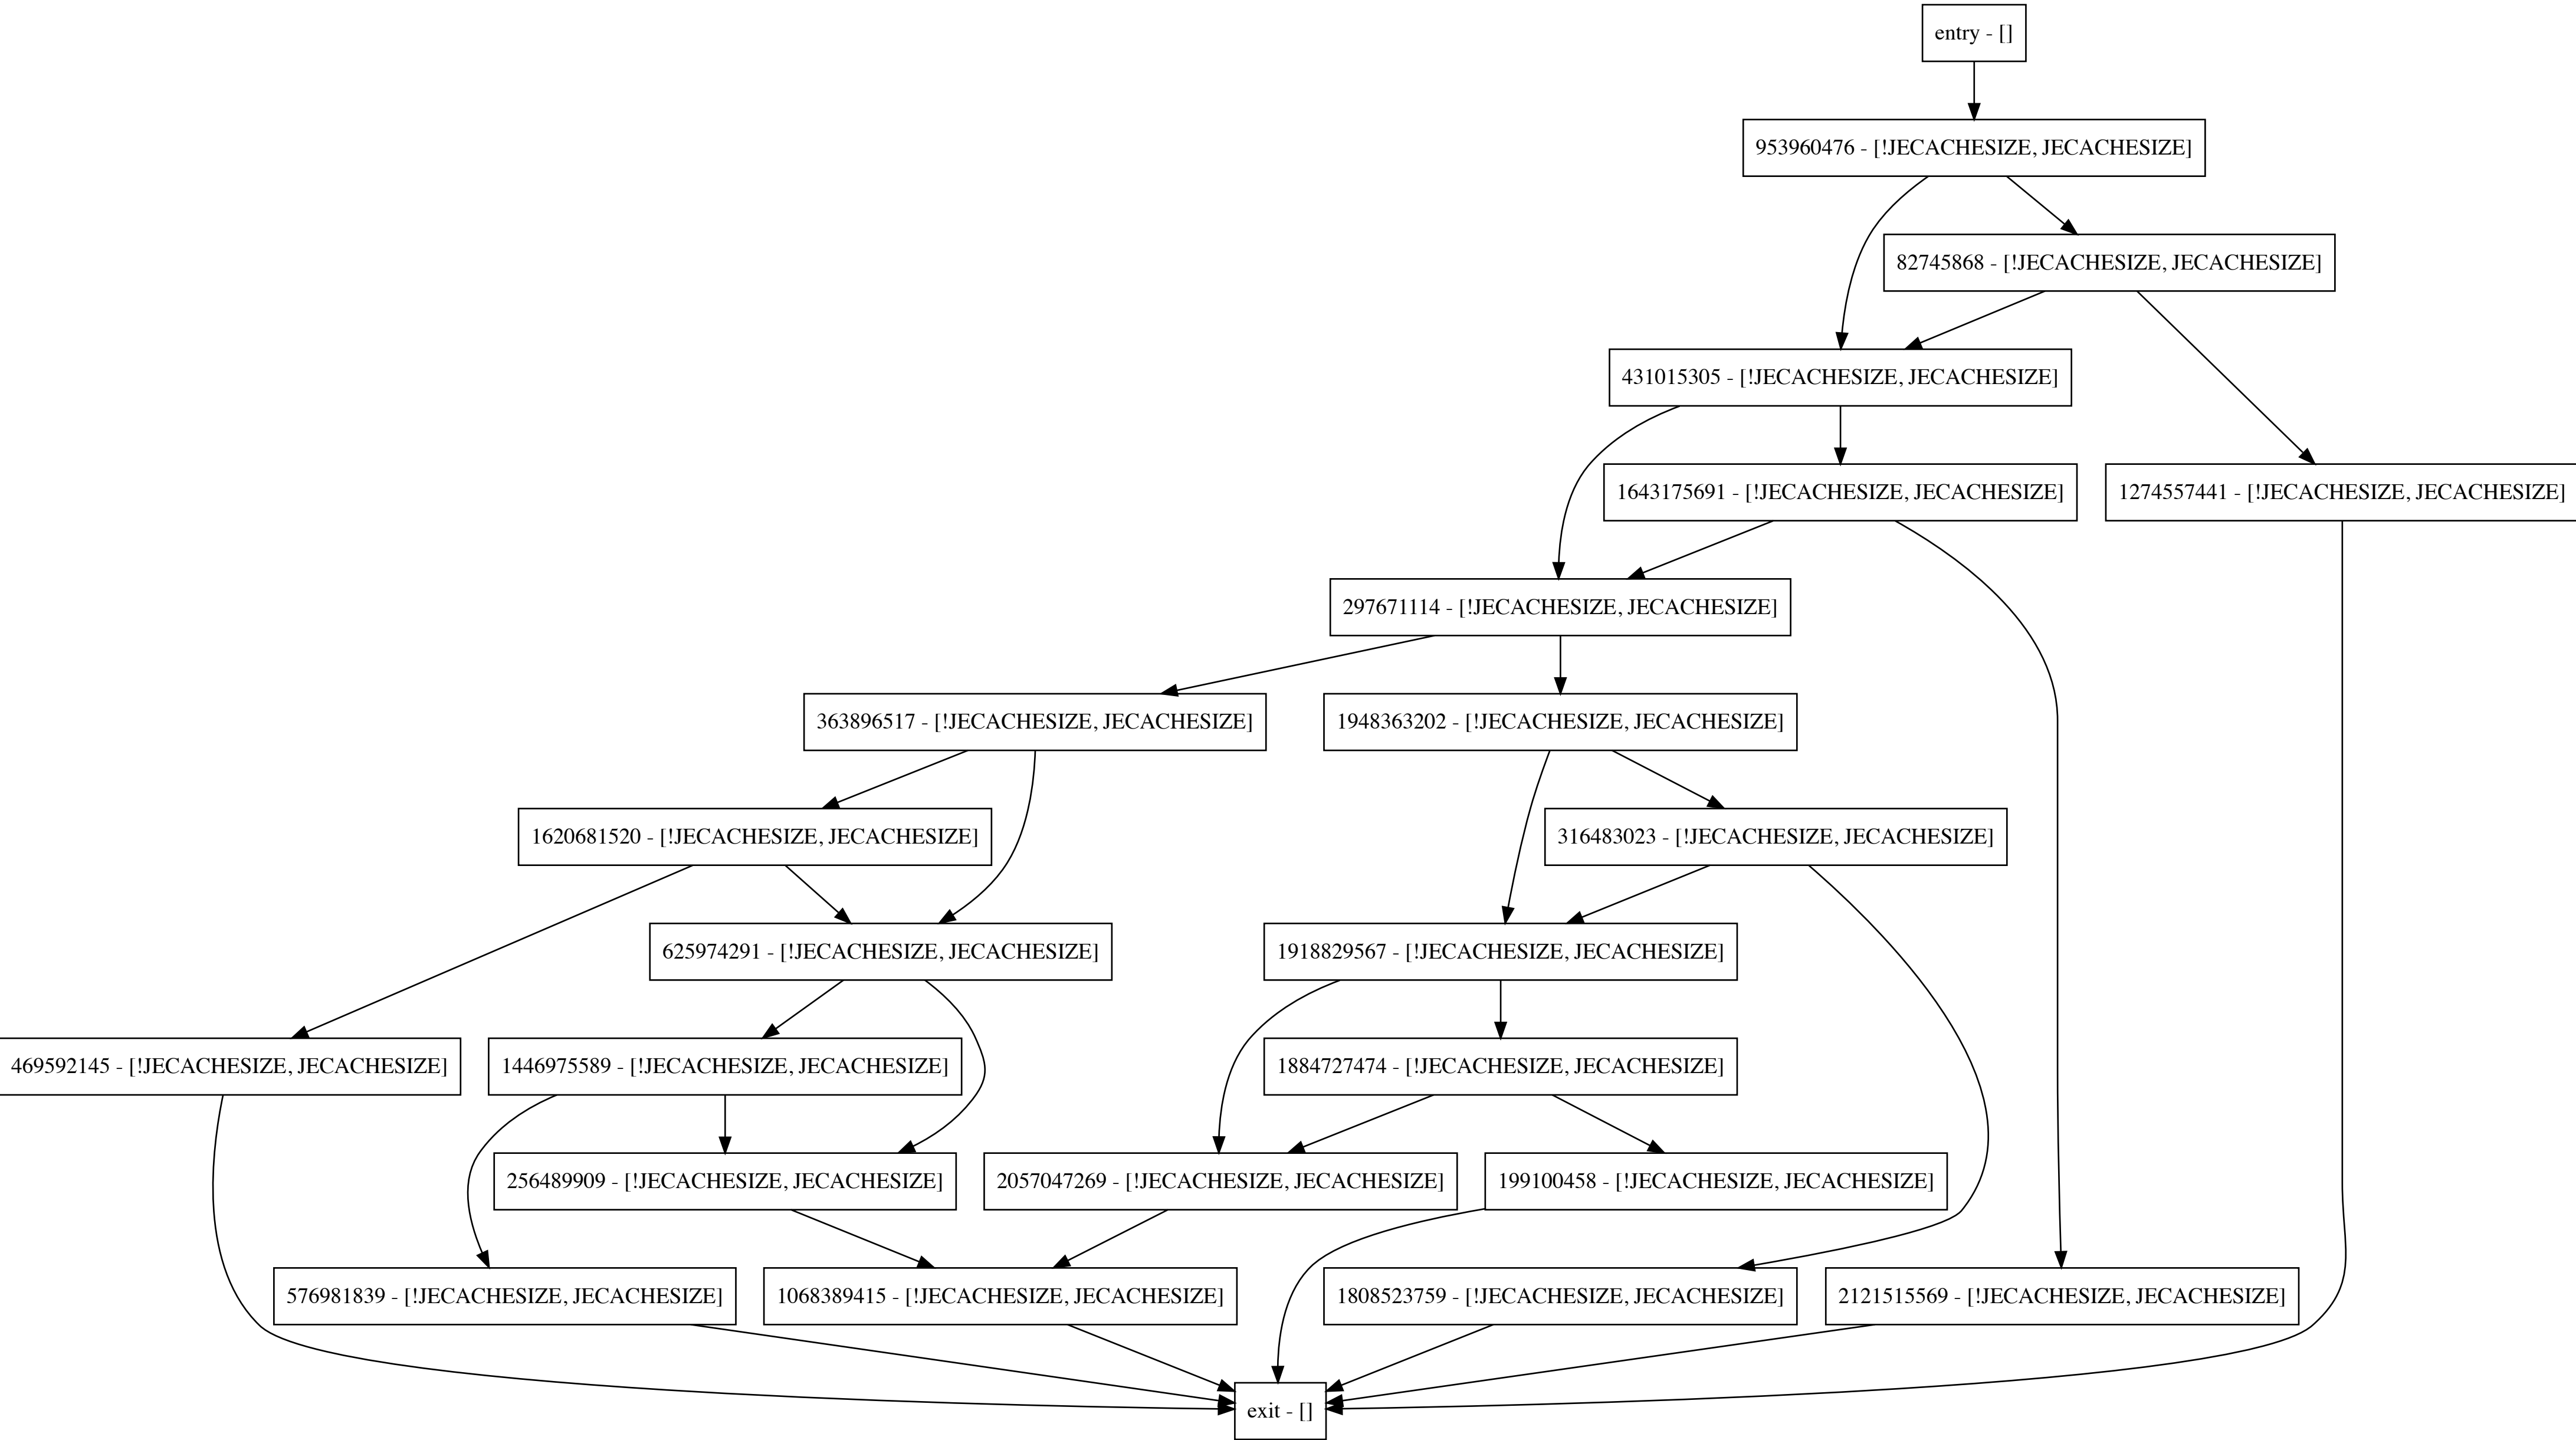 entry - []
953960476 - [!JECACHESIZE, JECACHESIZE]
82745868 - [!JECACHESIZE, JECACHESIZE]
431015305 - [!JECACHESIZE, JECACHESIZE]
1643175691 - [!JECACHESIZE, JECACHESIZE]
1274557441 - [!JECACHESIZE, JECACHESIZE]
297671114 - [!JECACHESIZE, JECACHESIZE]
363896517 - [!JECACHESIZE, JECACHESIZE]
1948363202 - [!JECACHESIZE, JECACHESIZE]
1620681520 - [!JECACHESIZE, JECACHESIZE]
316483023 - [!JECACHESIZE, JECACHESIZE]
625974291 - [!JECACHESIZE, JECACHESIZE]
1918829567 - [!JECACHESIZE, JECACHESIZE]
469592145 - [!JECACHESIZE, JECACHESIZE]
1446975589 - [!JECACHESIZE, JECACHESIZE]
1884727474 - [!JECACHESIZE, JECACHESIZE]
256489909 - [!JECACHESIZE, JECACHESIZE]
2057047269 - [!JECACHESIZE, JECACHESIZE]
199100458 - [!JECACHESIZE, JECACHESIZE]
576981839 - [!JECACHESIZE, JECACHESIZE]
1068389415 - [!JECACHESIZE, JECACHESIZE]
1808523759 - [!JECACHESIZE, JECACHESIZE]
2121515569 - [!JECACHESIZE, JECACHESIZE]
exit - []